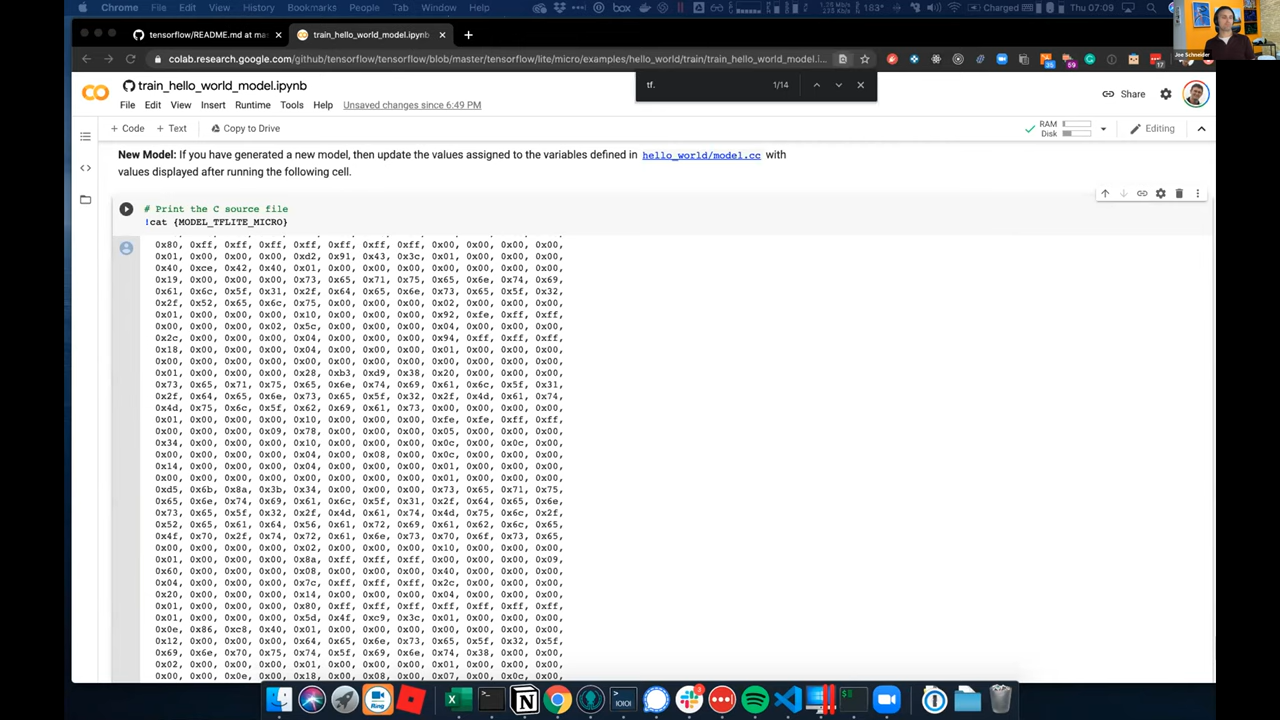 Chrome File Edit View History Bookmarks People Tab Window Help
183° Charged Thu 07:09
tensorflow/README.md at mas
train_hello_world_model.ipynb
colab.research.google.com/github/tensorflow/tensorflow/blob/master/tensorflow/lite/micro/examples/hello_world/train/train_hello_world_model.i...
Joe Schneider
tf. 1/14
train_hello_world_model.ipynb
File Edit View Insert Runtime Tools Help Unsaved changes since 6:49 PM
Share
+ Code + Text Copy to Drive
RAM
Disk
Editing
New Model: If you have generated a new model, then update the values assigned to the variables defined in hello_world/model.cc with
values displayed after running the following cell.
# Print the C source file
!cat {MODEL_TFLITE_MICRO}
0x80, 0xff, 0xff, 0xff, 0xff, 0xff, 0xff, 0xff, 0x00, 0x00, 0x00, 0x00,
0x01, 0x00, 0x00, 0x00, 0xd2, 0x91, 0x43, 0x3c, 0x01, 0x00, 0x00, 0x00,
0x40, 0xce, 0x42, 0x40, 0x01, 0x00, 0x00, 0x00, 0x00, 0x00, 0x00, 0x00,
0x19, 0x00, 0x00, 0x00, 0x73, 0x65, 0x71, 0x75, 0x65, 0x6e, 0x74, 0x69,
0x61, 0x6c, 0x5f, 0x31, 0x2f, 0x64, 0x65, 0x6e, 0x73, 0x65, 0x5f, 0x32,
0x2f, 0x52, 0x65, 0x6c, 0x75, 0x00, 0x00, 0x00, 0x02, 0x00, 0x00, 0x00,
0x01, 0x00, 0x00, 0x00, 0x10, 0x00, 0x00, 0x00, 0x92, 0xfe, 0xff, 0xff,
0x00, 0x00, 0x00, 0x02, 0x5c, 0x00, 0x00, 0x00, 0x04, 0x00, 0x00, 0x00,
0x2c, 0x00, 0x00, 0x00, 0x04, 0x00, 0x00, 0x00, 0x94, 0xff, 0xff, 0xff,
0x18, 0x00, 0x00, 0x00, 0x04, 0x00, 0x00, 0x00, 0x01, 0x00, 0x00, 0x00,
0x00, 0x00, 0x00, 0x00, 0x00, 0x00, 0x00, 0x00, 0x00, 0x00, 0x00, 0x00,
0x01, 0x00, 0x00, 0x00, 0x28, 0xb3, 0xd9, 0x38, 0x20, 0x00, 0x00, 0x00,
0x73, 0x65, 0x71, 0x75, 0x65, 0x6e, 0x74, 0x69, 0x61, 0x6c, 0x5f, 0x31,
0x2f, 0x64, 0x65, 0x6e, 0x73, 0x65, 0x5f, 0x32, 0x2f, 0x4d, 0x61, 0x74,
0x4d, 0x75, 0x6c, 0x5f, 0x62, 0x69, 0x61, 0x73, 0x00, 0x00, 0x00, 0x00,
0x01, 0x00, 0x00, 0x00, 0x10, 0x00, 0x00, 0x00, 0xfe, 0xfe, 0xff, 0xff,
0x00, 0x00, 0x00, 0x09, 0x78, 0x00, 0x00, 0x00, 0x05, 0x00, 0x00, 0x00,
0x34, 0x00, 0x00, 0x00, 0x10, 0x00, 0x00, 0x00, 0x0c, 0x00, 0x0c, 0x00,
0x00, 0x00, 0x00, 0x00, 0x04, 0x00, 0x08, 0x00, 0x0c, 0x00, 0x00, 0x00,
0x14, 0x00, 0x00, 0x00, 0x04, 0x00, 0x00, 0x00, 0x01, 0x00, 0x00, 0x00,
0x00, 0x00, 0x00, 0x00, 0x00, 0x00, 0x00, 0x00, 0x01, 0x00, 0x00, 0x00,
0xd5, 0x6b, 0x8a, 0x3b, 0x34, 0x00, 0x00, 0x00, 0x73, 0x65, 0x71, 0x75,
0x65, 0x6e, 0x74, 0x69, 0x61, 0x6c, 0x5f, 0x31, 0x2f, 0x64, 0x65, 0x6e,
0x73, 0x65, 0x5f, 0x32, 0x2f, 0x4d, 0x61, 0x74, 0x4d, 0x75, 0x6c, 0x2f,
0x52, 0x65, 0x61, 0x64, 0x56, 0x61, 0x72, 0x69, 0x61, 0x62, 0x6c, 0x65,
0x4f, 0x70, 0x2f, 0x74, 0x72, 0x61, 0x6e, 0x73, 0x70, 0x6f, 0x73, 0x65,
0x00, 0x00, 0x00, 0x00, 0x02, 0x00, 0x00, 0x00, 0x10, 0x00, 0x00, 0x00,
0x01, 0x00, 0x00, 0x00, 0x8a, 0xff, 0xff, 0xff, 0x00, 0x00, 0x00, 0x09,
0x60, 0x00, 0x00, 0x00, 0x08, 0x00, 0x00, 0x00, 0x40, 0x00, 0x00, 0x00,
0x04, 0x00, 0x00, 0x00, 0x7c, 0xff, 0xff, 0xff, 0x2c, 0x00, 0x00, 0x00,
0x20, 0x00, 0x00, 0x00, 0x14, 0x00, 0x00, 0x00, 0x04, 0x00, 0x00, 0x00,
0x01, 0x00, 0x00, 0x00, 0x80, 0xff, 0xff, 0xff, 0xff, 0xff, 0xff, 0xff,
0x01, 0x00, 0x00, 0x00, 0x5d, 0x4f, 0xc9, 0x3c, 0x01, 0x00, 0x00, 0x00,
0x0e, 0x86, 0xc8, 0x40, 0x01, 0x00, 0x00, 0x00, 0x00, 0x00, 0x00, 0x00,
0x12, 0x00, 0x00, 0x00, 0x64, 0x65, 0x6e, 0x73, 0x65, 0x5f, 0x32, 0x5f,
0x69, 0x6e, 0x70, 0x75, 0x74, 0x5f, 0x69, 0x6e, 0x74, 0x38, 0x00, 0x00,
0x02, 0x00, 0x00, 0x00, 0x01, 0x00, 0x00, 0x00, 0x01, 0x00, 0x00, 0x00,
0x00, 0x00, 0x0e, 0x00, 0x18, 0x00, 0x08, 0x00, 0x07, 0x00, 0x0c, 0x00,